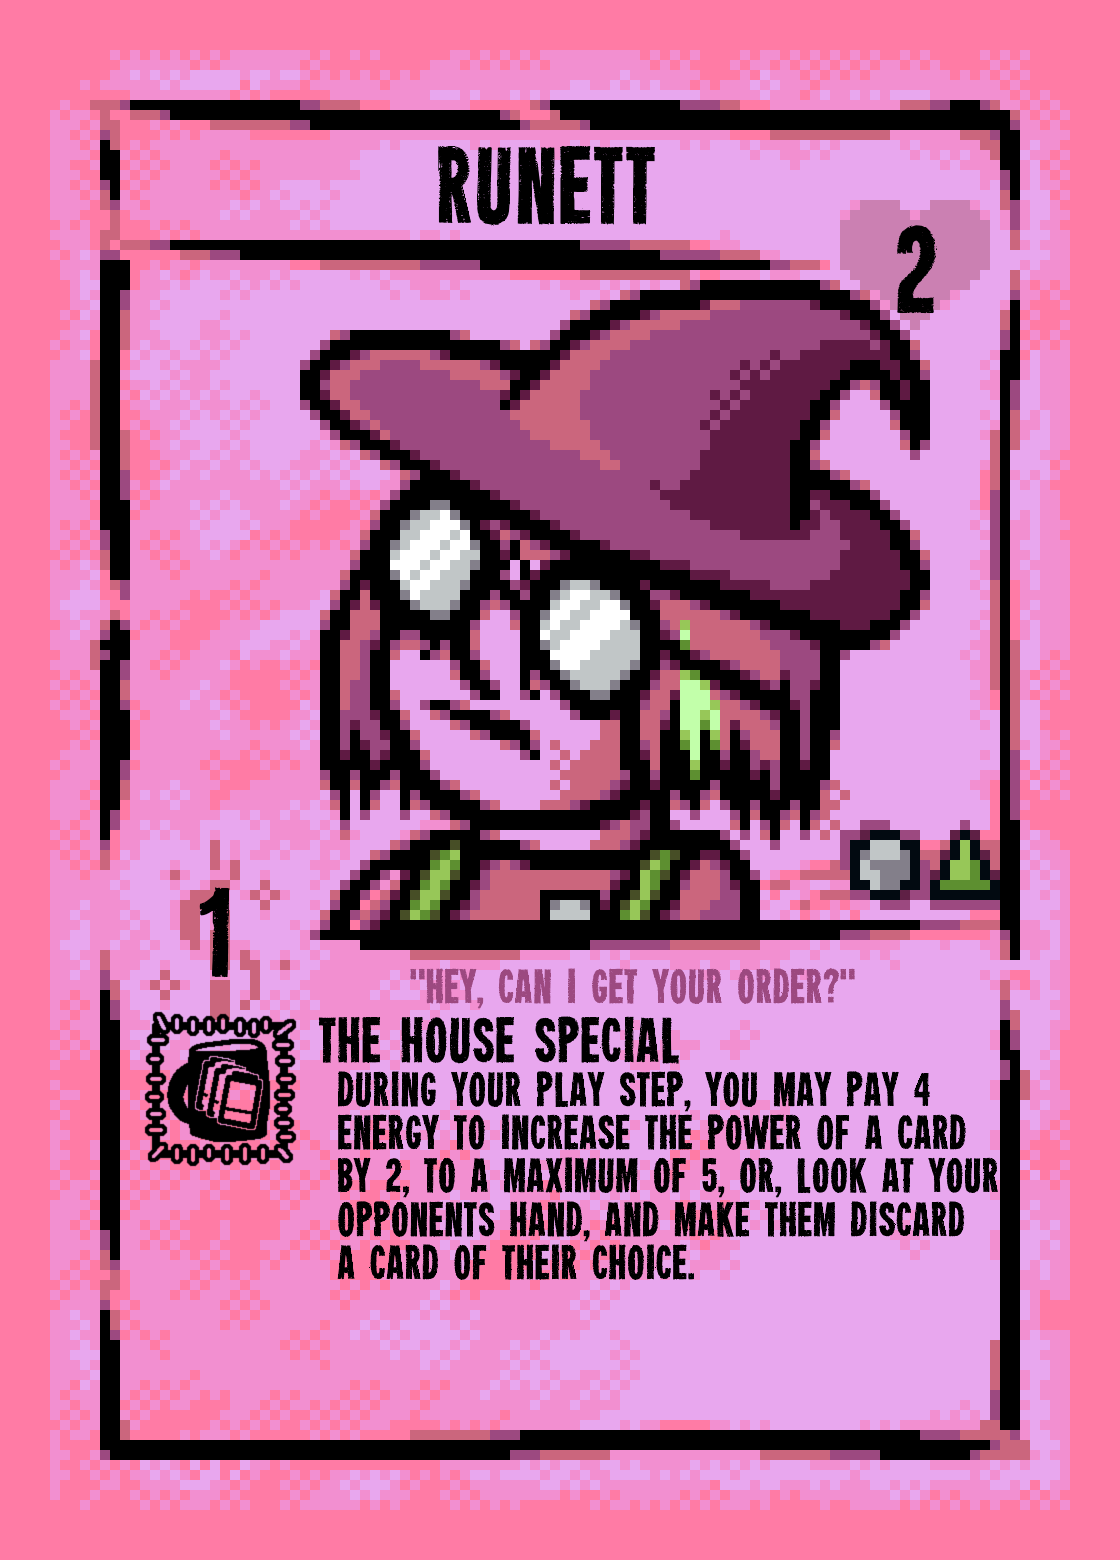 RUNETT
2
1
"HEY, CAN I GET YOUR ORDER?"
THE HOUSE SPECIAL
DURING YOUR PLAY STEP, YOU MAY PAY 4
ENERGY TO INCREASE THE POWER OF A CARD
BY 2, TO A MAXIMUM OF 5, OR, LOOK AT YOUR
OPPONENTS HAND, AND MAKE THEM DISCARD
A CARD OF THEIR CHOICE.